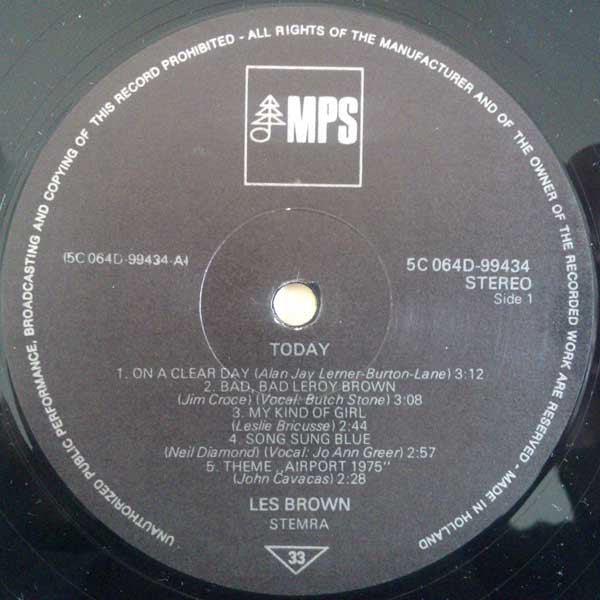 UNAUTHORIZED PUBLIC PERFORMANCE, BROADCASTING AND COPYING OF THIS RECORD PROHIBITED - ALL RIGHTS OF THE MANUFACTURER AND OF THE OWNER OF THE RECORDED WORK ARE RESERVED - MADE IN HOLLAND
MPS
(5C 064D-99434-A)
5C 064D-99434
STEREO
Side 1
TODAY
1. ON A CLEAR DAY (Alan Jay Lerner-Burton-Lane) 3:12
2. BAD, BAD LEROY BROWN
(Jim Croce) (Vocal: Butch Stone) 3:08
3. MY KIND OF GIRL
(Leslie Bricusse) 2:44
4. SONG SUNG BLUE
(Neil Diamond) (Vocal: Jo Ann Greer) 2:57
5. THEME „AIRPORT 1975"
(John Cavacas) 2:28
LES BROWN
STEMRA
33